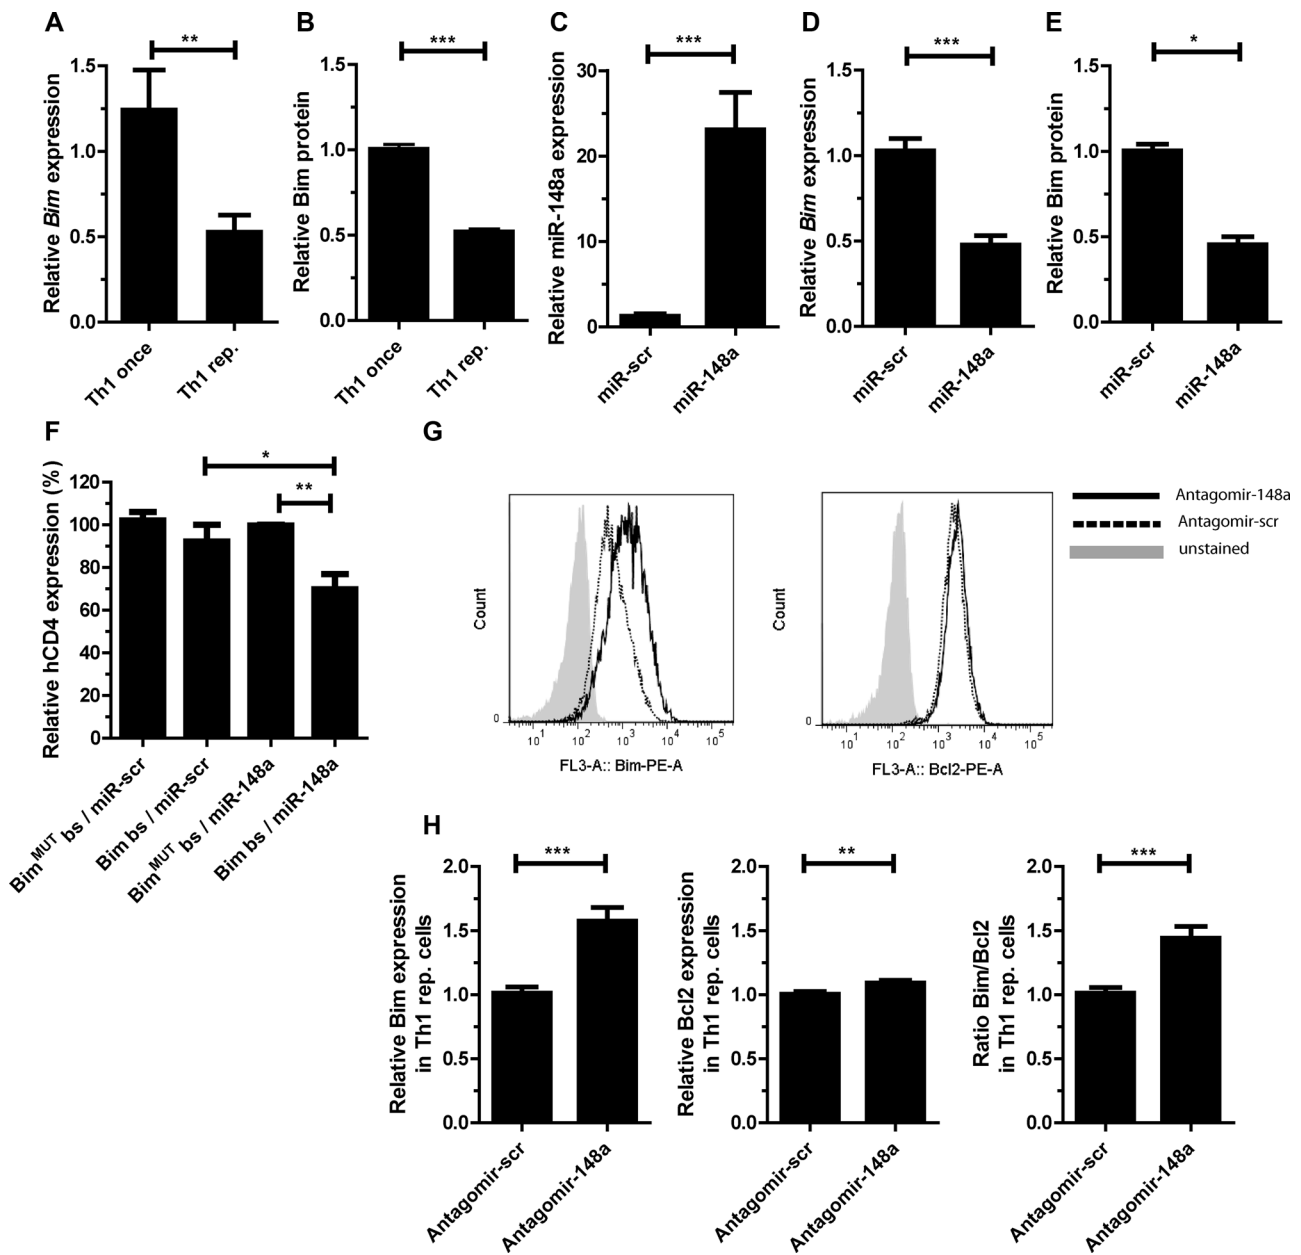 A
**
Relative Bim expression
1.5
1.0
0.5
0.0
Th1 once
Th1 rep.
B
***
Relative Bim protein
1.5
1.0
0.5
0.0
Th1 once
Th1 rep.
C
***
Relative miR-148a expression
30
20
10
0
miR-scr
miR-148a
D
***
Relative Bim expression
1.5
1.0
0.5
0.0
miR-scr
miR-148a
E
*
Relative Bim protein
1.5
1.0
0.5
0.0
miR-scr
miR-148a
F
*
**
Relative hCD4 expression (%)
120
100
80
60
40
20
0
Bim^MUT bs / miR-scr
Bim bs / miR-scr
Bim^MUT bs / miR-148a
Bim bs / miR-148a
G
Count
0
10^1 10^2 10^3 10^4 10^5
FL3-A:: Bim-PE-A
Count
0
10^1 10^2 10^3 10^4 10^5
FL3-A:: Bcl2-PE-A
Antagomir-148a
Antagomir-scr
unstained
H
***
Relative Bim expression
in Th1 rep. cells
2.0
1.5
1.0
0.5
0.0
Antagomir-scr
Antagomir-148a
**
Relative Bcl2 expression
in Th1 rep. cells
2.0
1.5
1.0
0.5
0.0
Antagomir-scr
Antagomir-148a
***
Ratio Bim/Bcl2
in Th1 rep. cells
2.0
1.5
1.0
0.5
0.0
Antagomir-scr
Antagomir-148a